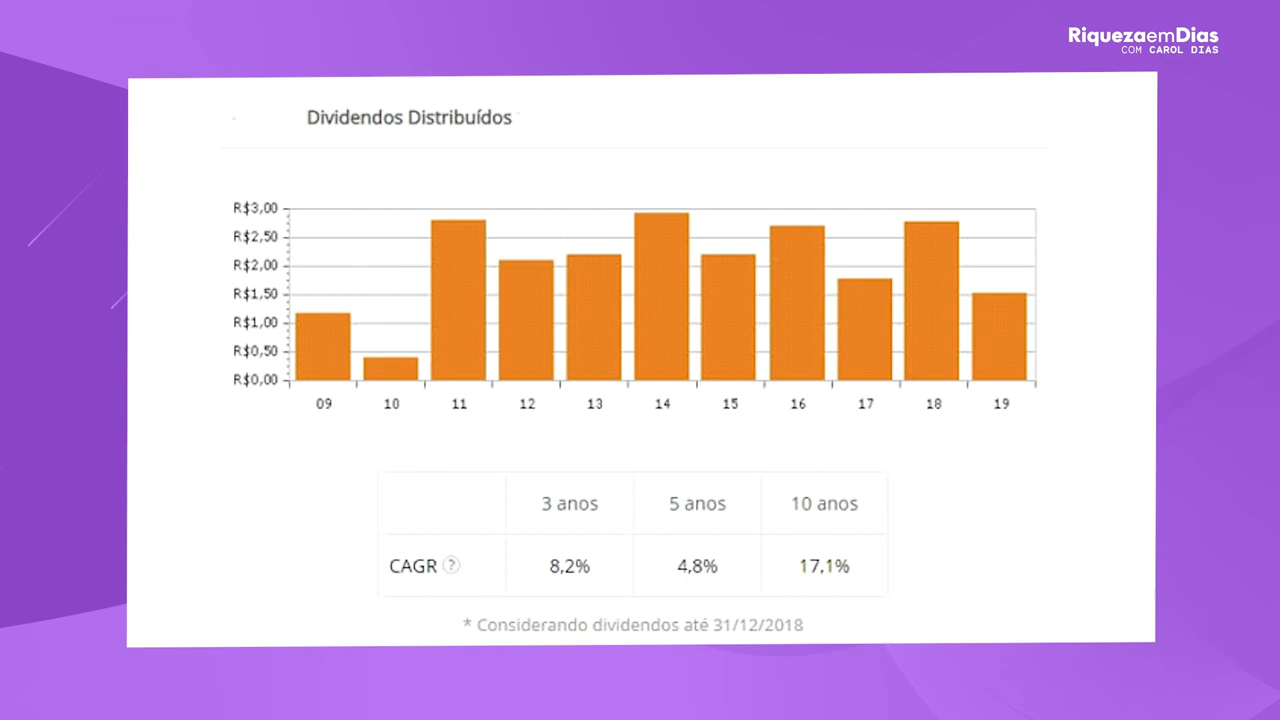 RiquezaemDias
COM CAROL DIAS
Dividendos Distribuídos
R$3,00
R$2,50
R$2,00
R$1,50
R$1,00
R$0,50
R$0,00
09 10 11 12 13 14 15 16 17 18 19
3 anos 5 anos 10 anos
CAGR ? 8,2% 4,8% 17,1%
* Considerando dividendos até 31/12/2018